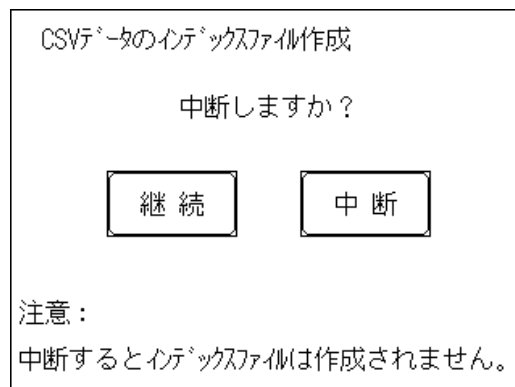 CSVﾃﾞｰﾀのｲﾝﾃﾞｯｸｽﾌｧｲﾙ作成
中断しますか？
継 続 中 断
注意：
中断するとｲﾝﾃﾞｯｸｽﾌｧｲﾙは作成されません。